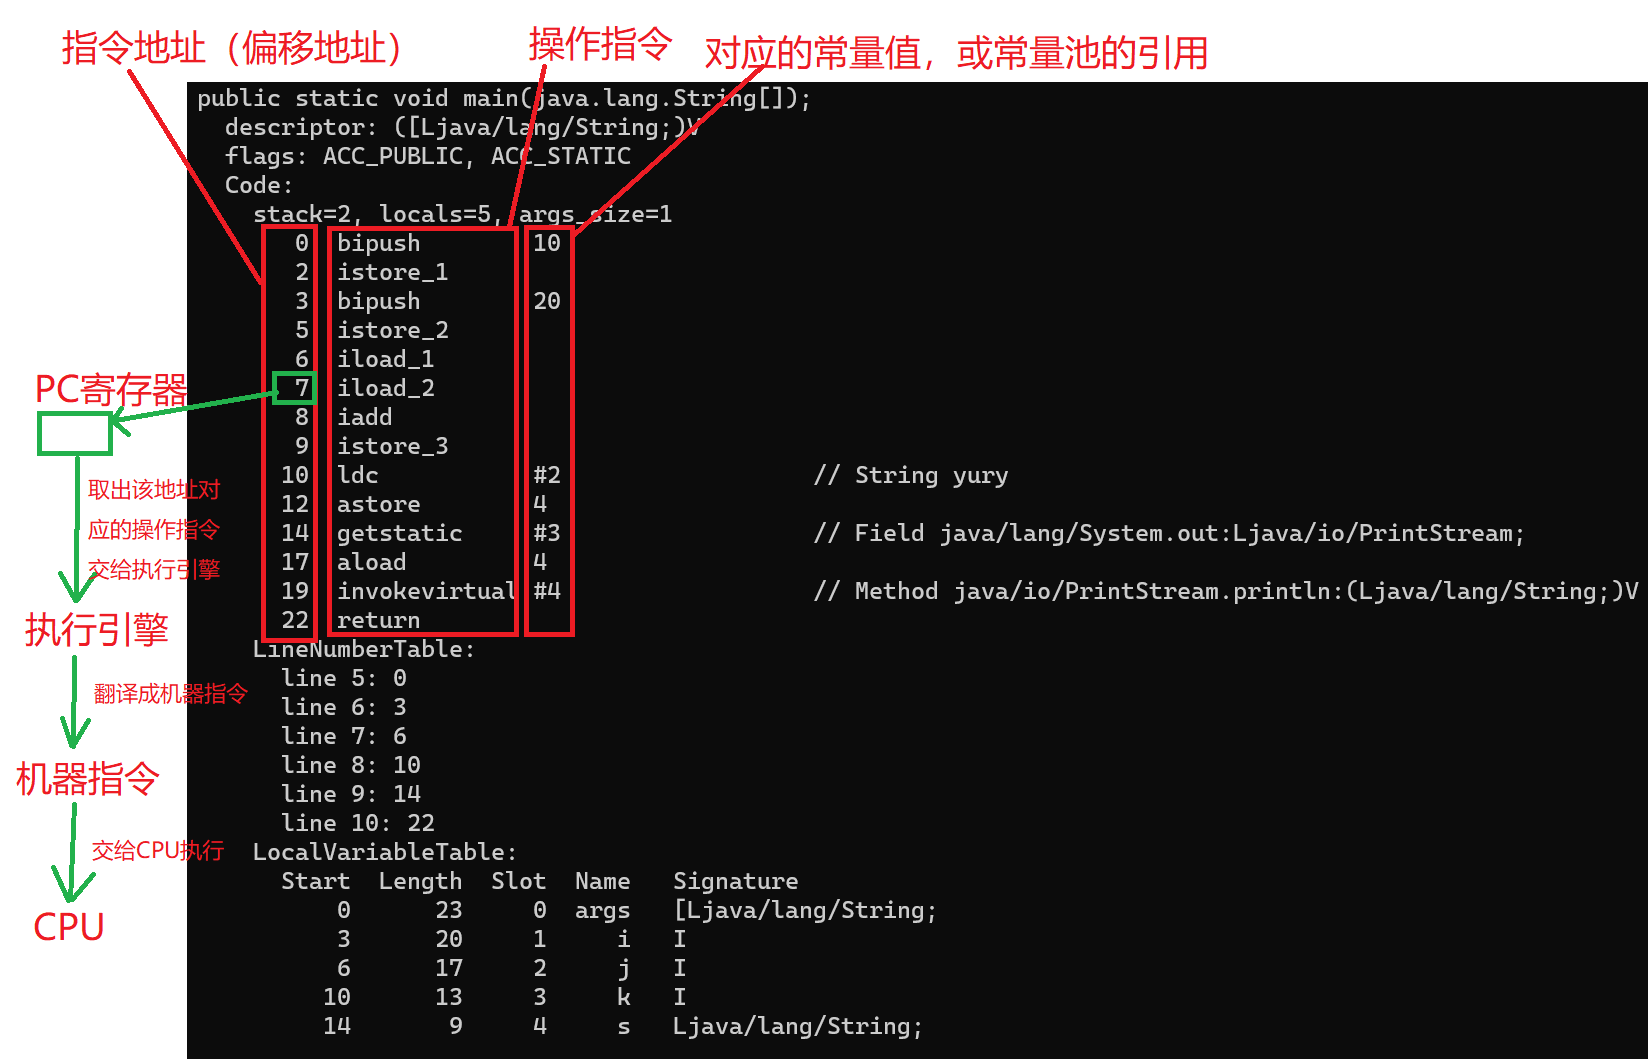 指令地址（偏移地址）
操作指令
对应的常量值，或常量池的引用
public static void main(java.lang.String[]);
descriptor: ([Ljava/lang/String;)V
flags: ACC_PUBLIC, ACC_STATIC
Code:
stack=2, locals=5, args_size=1
0 bipush 10
2 istore_1
3 bipush 20
5 istore_2
6 iload_1
7 iload_2
8 iadd
9 istore_3
10 ldc #2 // String yury
12 astore 4
14 getstatic #3 // Field java/lang/System.out:Ljava/io/PrintStream;
17 aload 4
19 invokevirtual #4 // Method java/io/PrintStream.println:(Ljava/lang/String;)V
22 return
LineNumberTable:
line 5: 0
line 6: 3
line 7: 6
line 8: 10
line 9: 14
line 10: 22
LocalVariableTable:
Start Length Slot Name Signature
0 23 0 args [Ljava/lang/String;
3 20 1 i I
6 17 2 j I
10 13 3 k I
14 9 4 s Ljava/lang/String;
PC寄存器
取出该地址对
应的操作指令
交给执行引擎
执行引擎
翻译成机器指令
机器指令
交给CPU执行
CPU